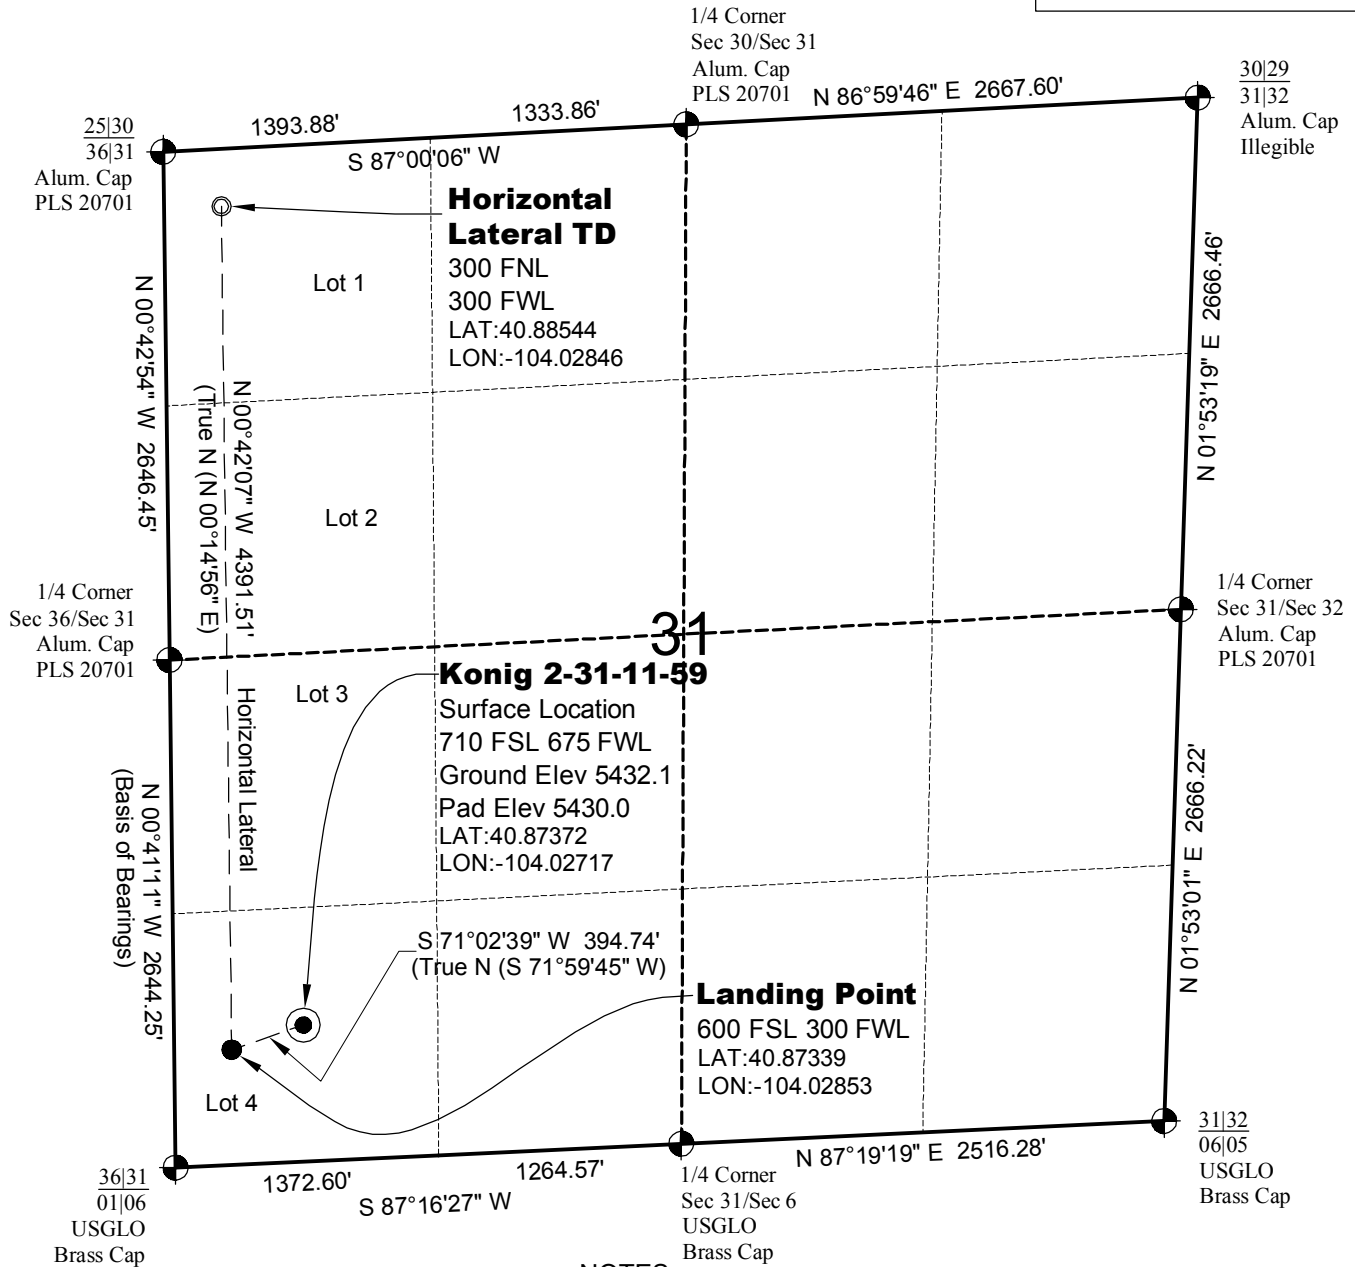 1/4 Corner
Sec 30/Sec 31
Alum. Cap
PLS 20701
N 86°59'46" E 2667.60'
30|29
31|32
Alum. Cap
Illegible
25|30
36|31
Alum. Cap
PLS 20701
1393.88'
1333.86'
S 87°00'06" W
Horizontal
Lateral TD
300 FNL
300 FWL
LAT:40.88544
LON:-104.02846
Lot 1
N 00°42'54" W 2646.45'
N 00°42'07" W 4391.51'
(True N (N 00°14'56" E)
N 01°53'19" E 2666.46'
Lot 2
1/4 Corner
Sec 36/Sec 31
Alum. Cap
PLS 20701
31
1/4 Corner
Sec 31/Sec 32
Alum. Cap
PLS 20701
Lot 3
Horizontal Lateral
Konig 2-31-11-59
Surface Location
710 FSL 675 FWL
Ground Elev 5432.1
Pad Elev 5430.0
LAT:40.87372
LON:-104.02717
N 00°41'11" W 2644.25'
(Basis of Bearings)
N 01°53'01" E 2666.22'
S 71°02'39" W 394.74'
(True N (S 71°59'45" W)
Landing Point
600 FSL 300 FWL
LAT:40.87339
LON:-104.02853
Lot 4
36|31
01|06
USGLO
Brass Cap
1372.60'
1264.57'
S 87°16'27" W
1/4 Corner
Sec 31/Sec 6
USGLO
Brass Cap
N 87°19'19" E 2516.28'
31|32
06|05
USGLO
Brass Cap
NOTES